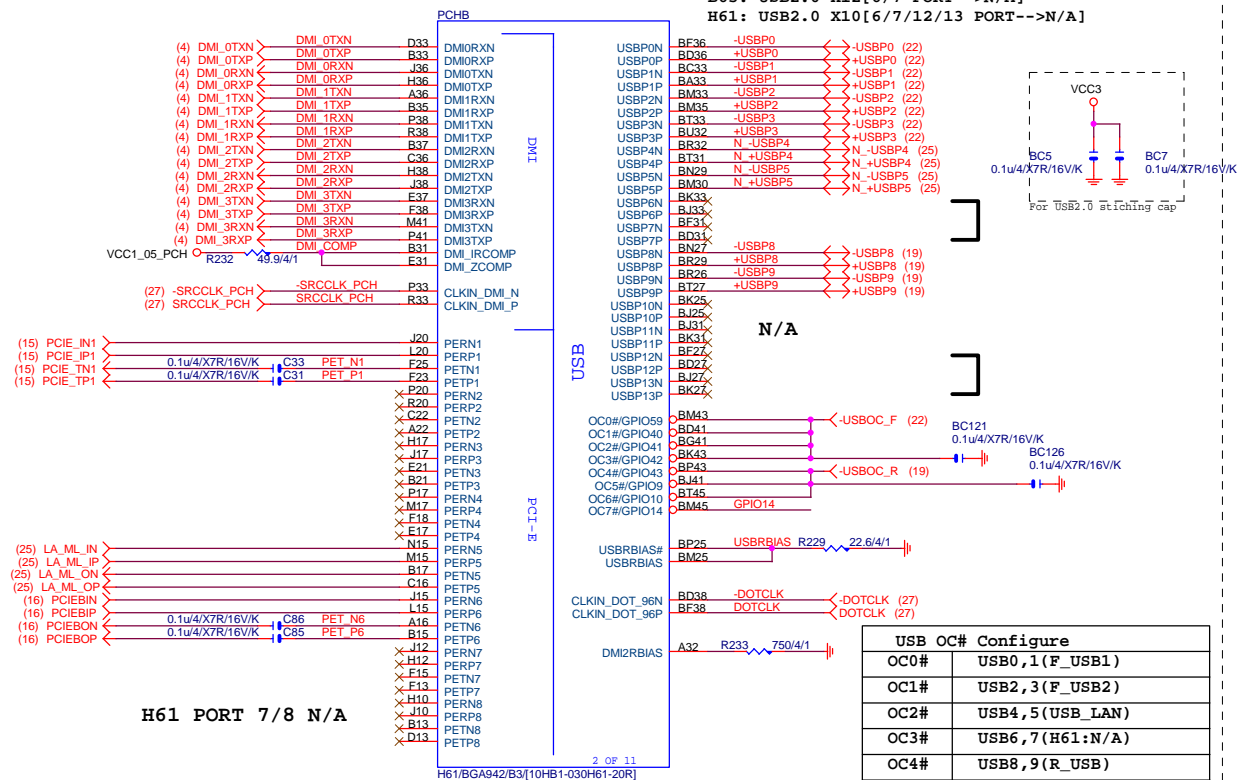 H61: USB2.0 X10[6/7/12/13 PORT-->N/A]
PCHB
(4) DMI_0TXN DMI_0TXN D33 DMI0RXN
(4) DMI_0TXP DMI_0TXP B33 DMI0RXP
(4) DMI_0RXN DMI_0RXN J36 DMI0TXN
(4) DMI_0RXP DMI_0RXP H36 DMI0TXP
(4) DMI_1TXN DMI_1TXN A36 DMI1RXN
(4) DMI_1TXP DMI_1TXP B35 DMI1RXP
(4) DMI_1RXN DMI_1RXN P38 DMI1TXN
(4) DMI_1RXP DMI_1RXP R38 DMI1TXP
(4) DMI_2TXN DMI_2TXN B37 DMI2RXN
(4) DMI_2TXP DMI_2TXP C36 DMI2RXP
(4) DMI_2RXN DMI_2RXN H38 DMI2TXN
(4) DMI_2RXP DMI_2RXP J38 DMI2TXP
(4) DMI_3TXN DMI_3TXN E37 DMI3RXN
(4) DMI_3TXP DMI_3TXP F38 DMI3RXP
(4) DMI_3RXN DMI_3RXN M41 DMI3TXN
(4) DMI_3RXP DMI_3RXP P41 DMI3TXP
VCC1_05_PCH R232 49.9/4/1 DMI_COMP B31 DMI_IRCOMP
E31 DMI_ZCOMP
(27) -SRCCLK_PCH -SRCCLK_PCH P33 CLKIN_DMI_N
(27) SRCCLK_PCH SRCCLK_PCH R33 CLKIN_DMI_P
(15) PCIE_IN1 J20 PERN1
(15) PCIE_IP1 L20 PERP1
(15) PCIE_TN1 0.1u/4/X7R/16V/K C33 PET_N1 F25 PETN1
(15) PCIE_TP1 0.1u/4/X7R/16V/K C31 PET_P1 F23 PETP1
P20 PERN2
R20 PERP2
C22 PETN2
A22 PETP2
H17 PERN3
J17 PERP3
E21 PETN3
B21 PETP3
P17 PERN4
M17 PERP4
F18 PETN4
E17 PETP4
(25) LA_ML_IN N15 PERN5
(25) LA_ML_IP M15 PERP5
(25) LA_ML_ON B17 PETN5
(25) LA_ML_OP C16 PETP5
(16) PCIEBIN J15 PERN6
(16) PCIEBIP L15 PERP6
(16) PCIEBON 0.1u/4/X7R/16V/K C86 PET_N6 A16 PETN6
(16) PCIEBOP 0.1u/4/X7R/16V/K C85 PET_P6 B15 PETP6
J12 PERN7
H12 PERP7
F15 PETN7
F13 PETP7
H10 PERN8
J10 PERP8
B13 PETN8
D13 PETP8
H61 PORT 7/8 N/A
DMI
PCI-E
USB
2 OF 11
H61/BGA942/B3/[10HB1-030H61-20R]
USBP0N BF36 -USBP0 -USBP0 (22)
USBP0P BD36 +USBP0 +USBP0 (22)
USBP1N BC33 -USBP1 -USBP1 (22)
USBP1P BA33 +USBP1 +USBP1 (22)
USBP2N BM33 -USBP2 -USBP2 (22)
USBP2P BM35 +USBP2 +USBP2 (22)
USBP3N BT33 -USBP3 -USBP3 (22)
USBP3P BU32 +USBP3 +USBP3 (22)
USBP4N BR32 N_-USBP4 N_-USBP4 (25)
USBP4P BT31 N_+USBP4 N_+USBP4 (25)
USBP5N BN29 N_-USBP5 N_-USBP5 (25)
USBP5P BM30 N_+USBP5 N_+USBP5 (25)
USBP6N BK33
USBP6P BJ33
USBP7N BF31
USBP7P BD31
USBP8N BN27 -USBP8 -USBP8 (19)
USBP8P BR29 +USBP8 +USBP8 (19)
USBP9N BR26 -USBP9 -USBP9 (19)
USBP9P BT27 +USBP9 +USBP9 (19)
USBP10N BK25
USBP10P BJ25
USBP11N BJ31
USBP11P BK31
USBP12N BF27
USBP12P BD27
USBP13N BJ27
USBP13P BK27
N/A
OC0#/GPIO59 BM43 -USBOC_F (22)
OC1#/GPIO40 BD41
OC2#/GPIO41 BG41
OC3#/GPIO42 BK43
OC4#/GPIO43 BP43 -USBOC_R (19)
OC5#/GPIO9 BJ41
OC6#/GPIO10 BT45
OC7#/GPIO14 BM45 GPIO14
BC121
0.1u/4/X7R/16V/K
BC126
0.1u/4/X7R/16V/K
USBRBIAS# BP25 USBRBIAS R229 22.6/4/1
USBRBIAS BM25
CLKIN_DOT_96N BD38 -DOTCLK -DOTCLK (27)
CLKIN_DOT_96P BF38 DOTCLK DOTCLK (27)
DMI2RBIAS A32 R233 750/4/1
VCC3
BC5 BC7
0.1u/4/X7R/16V/K 0.1u/4/X7R/16V/K
For USB2.0 stiching cap
USB OC# Configure
OC0# USB0,1(F_USB1)
OC1# USB2,3(F_USB2)
OC2# USB4,5(USB_LAN)
OC3# USB6,7(H61:N/A)
OC4# USB8,9(R_USB)